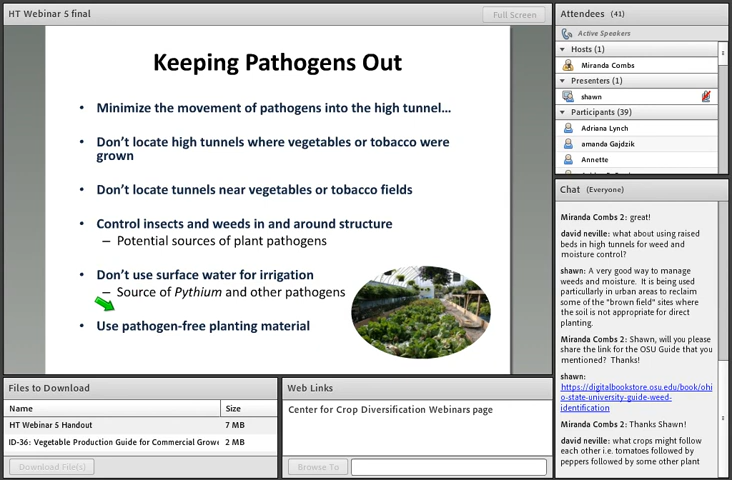 HT Webinar 5 final
Full Screen
Keeping Pathogens Out
• Minimize the movement of pathogens into the high tunnel…
• Don't locate high tunnels where vegetables or tobacco were
grown
• Don't locate tunnels near vegetables or tobacco fields
• Control insects and weeds in and around structure
– Potential sources of plant pathogens
• Don't use surface water for irrigation
– Source of Pythium and other pathogens
• Use pathogen-free planting material
Files to Download
Name Size
HT Webinar 5 Handout 7 MB
ID-36: Vegetable Production Guide for Commercial Growe 2 MB
Download File(s)
Web Links
Center for Crop Diversification Webinars page
Browse To
Attendees (41)
Active Speakers
Hosts (1)
Miranda Combs
Presenters (1)
shawn
Participants (39)
Adriana Lynch
amanda Gajdzik
Annette
Chat (Everyone)
Miranda Combs 2: great!
david neville: what about using raised
beds in high tunnels for weed and
moisture control?
shawn: A very good way to manage
weeds and moisture. It is being used
particularly in urban areas to reclaim
some of the "brown field" sites where
the soil is not appropriate for direct
planting.
Miranda Combs 2: Shawn, will you please
share the link for the OSU Guide that you
mentioned? Thanks!
shawn:
https://digitalbookstore.osu.edu/book/ohi
o-state-university-guide-weed-
identification
Miranda Combs 2: Thanks Shawn!
david neville: what crops might follow
each other i.e. tomatoes followed by
peppers followed by some other plant